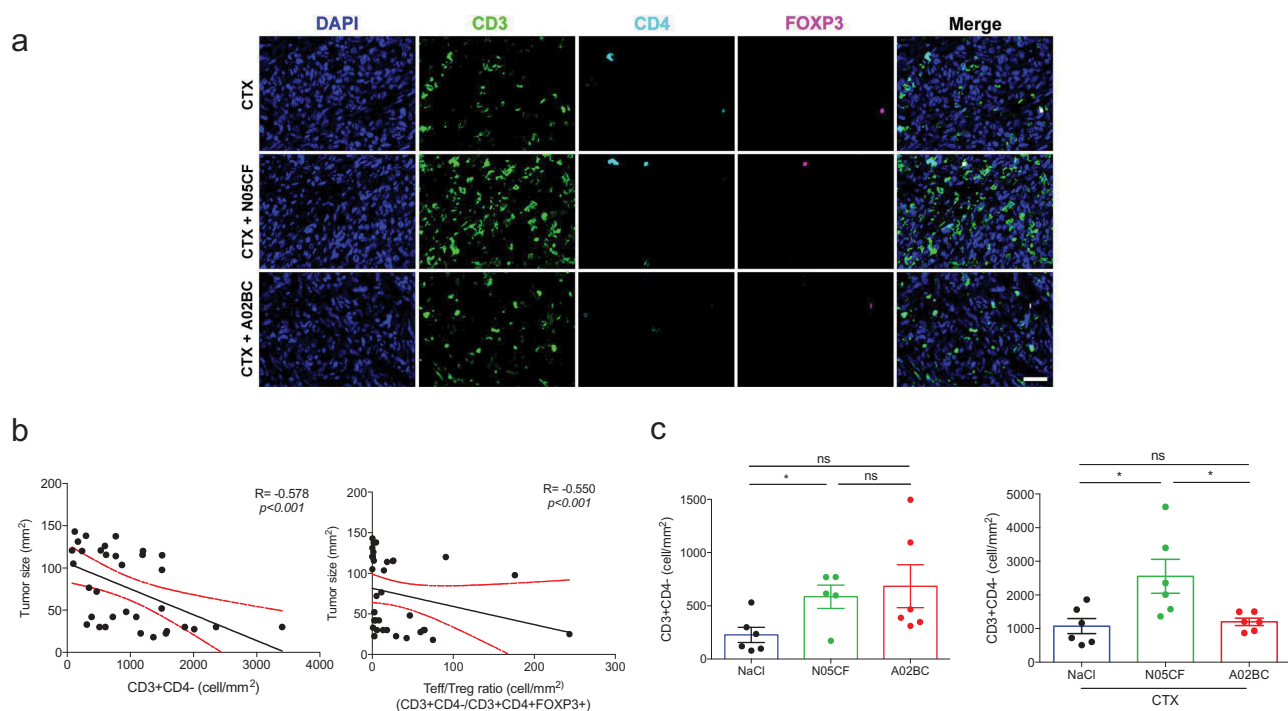 a
DAPI CD3 CD4 FOXP3 Merge
CTX
CTX + N05CF
CTX + A02BC
b
R= -0.578
p<0.001
Tumor size (mm²)
200
150
100
50
0
0 1000 2000 3000 4000
CD3+CD4- (cell/mm²)
R= -0.550
p<0.001
Tumor size (mm²)
200
150
100
50
0
0 100 200 300
Teff/Treg ratio (cell/mm²)
(CD3+CD4-/CD3+CD4+FOXP3+)
c
ns
* ns
CD3+CD4- (cell/mm²)
1500
1000
500
0
NaCl N05CF A02BC
ns
* *
CD3+CD4- (cell/mm²)
5000
4000
3000
2000
1000
0
NaCl N05CF A02BC
CTX